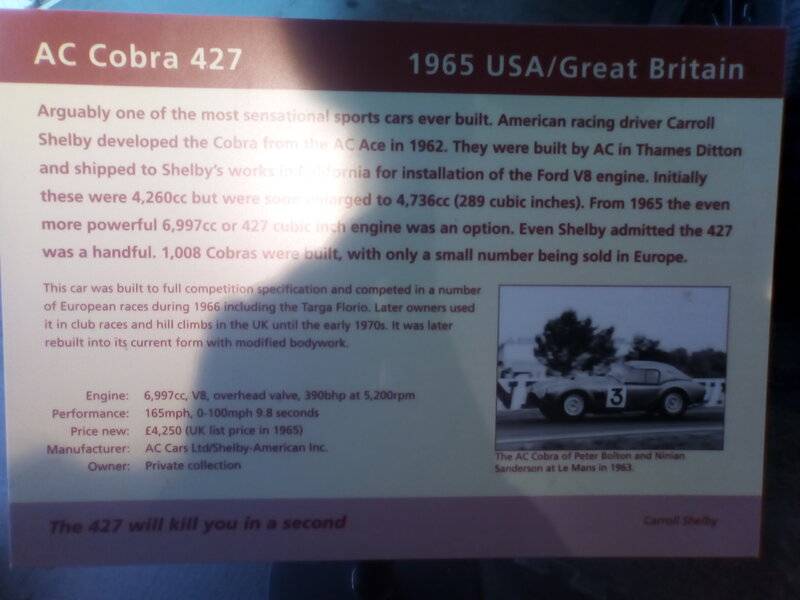 AC Cobra 427
1965 USA/Great Britain
Arguably one of the most sensational sports cars ever built. American racing driver Carroll
Shelby developed the Cobra from the AC Ace in 1962. They were built by AC in Thames Ditton
and shipped to Shelby's works in California for installation of the Ford V8 engine. Initially
these were 4,260cc but were soon enlarged to 4,736cc (289 cubic inches). From 1965 the even
more powerful 6,997cc or 427 cubic inch engine was an option. Even Shelby admitted the 427
was a handful. 1,008 Cobras were built, with only a small number being sold in Europe.
This car was built to full competition specification and competed in a number
of European races during 1966 including the Targa Florio. Later owners used
it in club races and hill climbs in the UK until the early 1970s. It was later
rebuilt into its current form with modified bodywork.
Engine: 6,997cc, V8, overhead valve, 390bhp at 5,200rpm
Performance: 165mph, 0-100mph 9.8 seconds
Price new: £4,250 (UK list price in 1965)
Manufacturer: AC Cars Ltd/Shelby-American Inc.
Owner: Private collection
3
The AC Cobra of Peter Bolton and Ninian
Sanderson at Le Mans in 1963.
The 427 will kill you in a second
Carroll Shelby